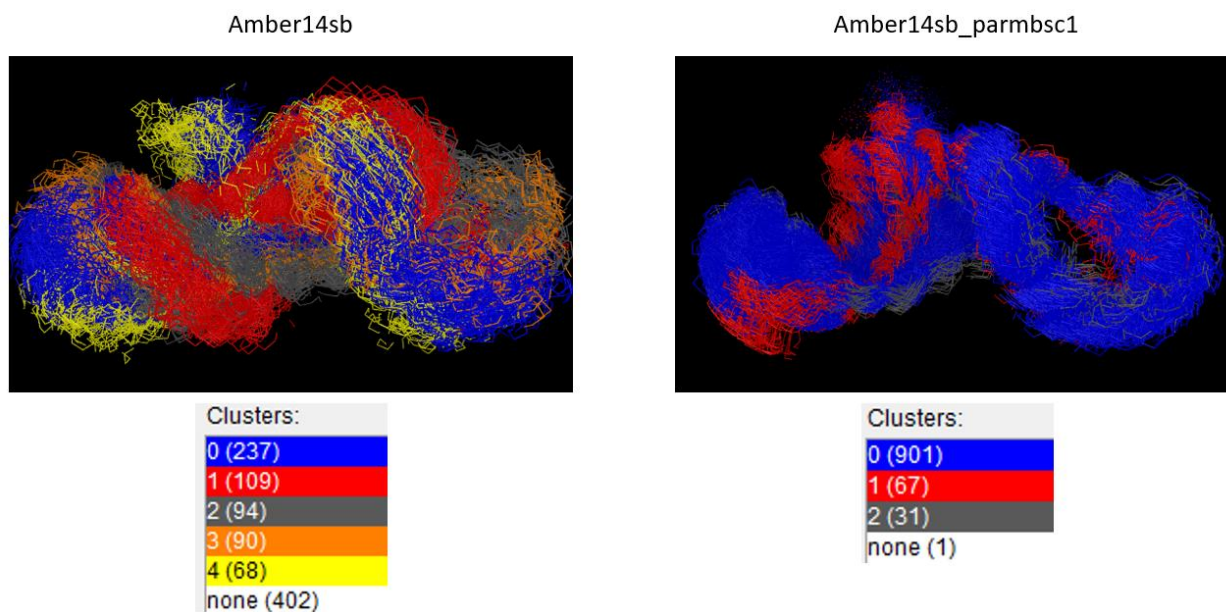 Amber14sb
Amber14sb_parmbsc1
Clusters:
0 (237)
1 (109)
2 (94)
3 (90)
4 (68)
none (402)
Clusters:
0 (901)
1 (67)
2 (31)
none (1)